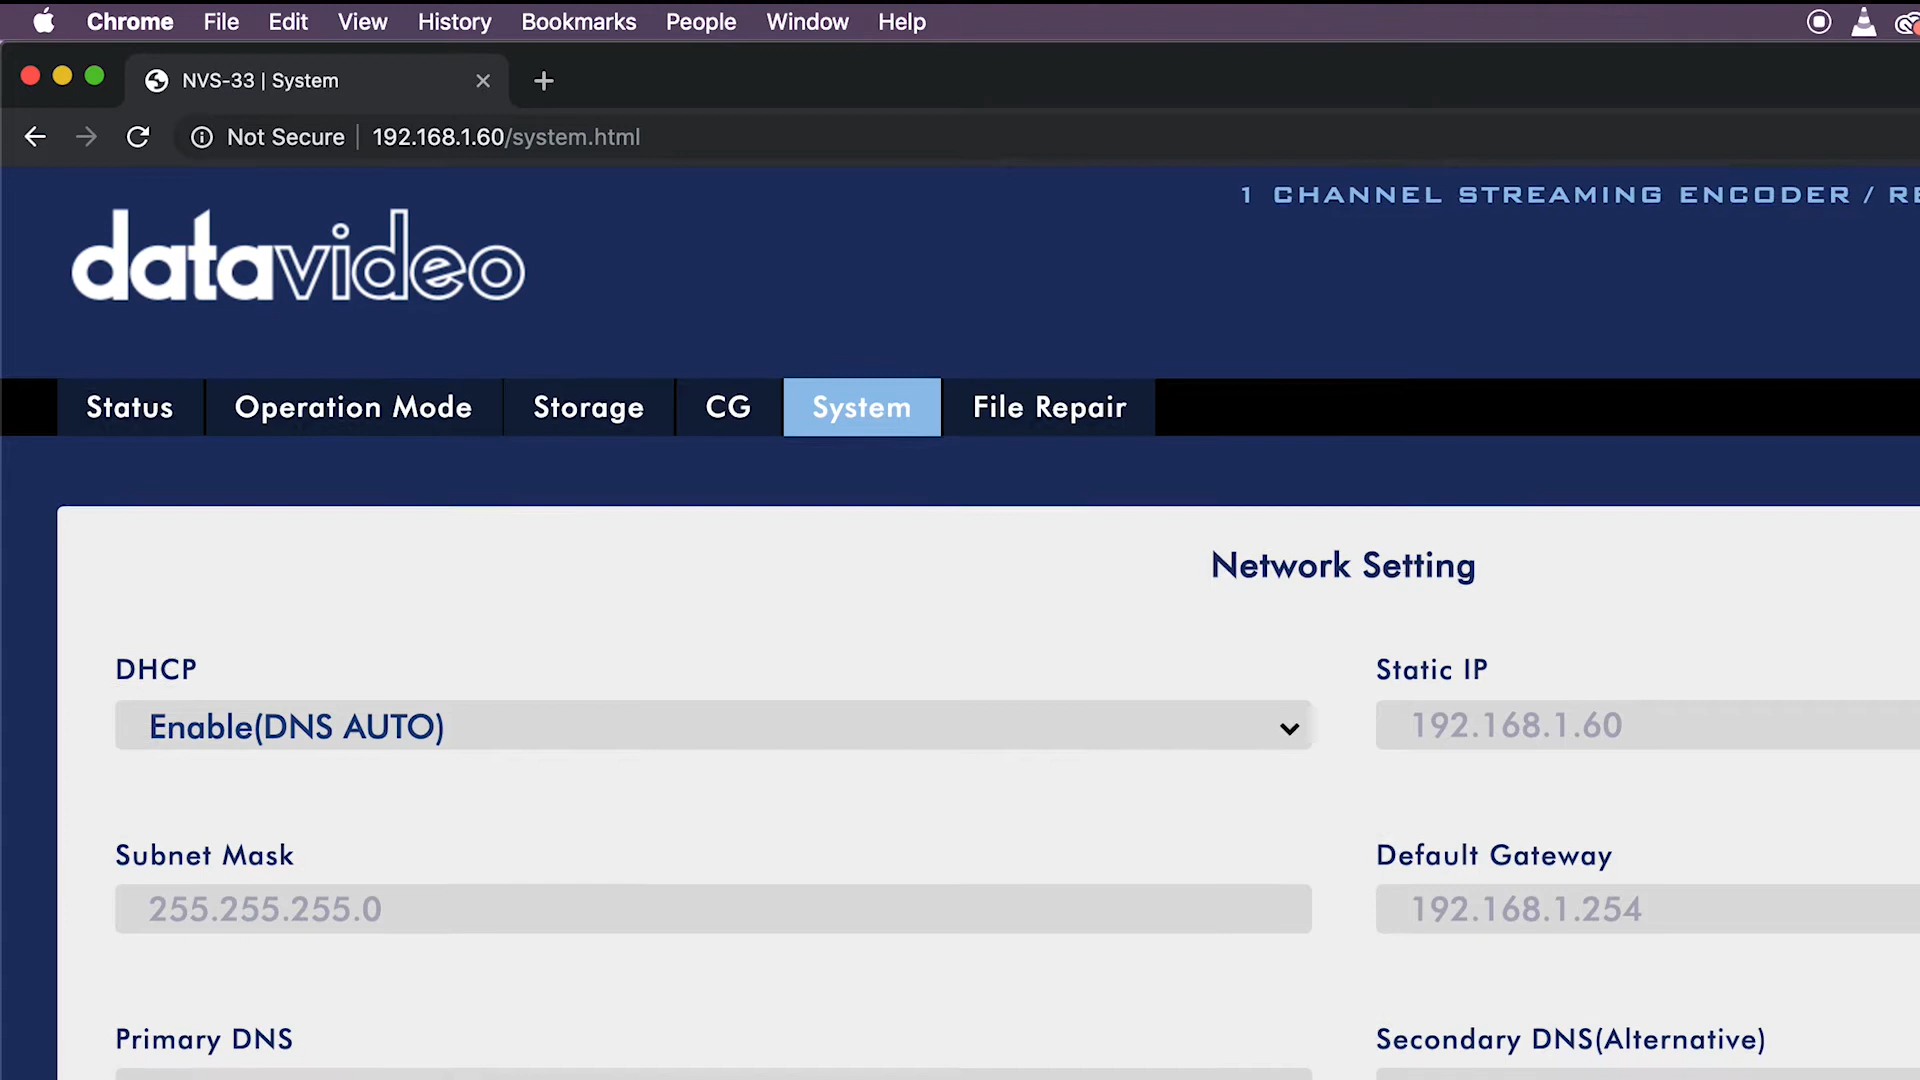 Chrome File Edit View History Bookmarks People Window Help
NVS-33 | System
Not Secure 192.168.1.60/system.html
1 CHANNEL STREAMING ENCODER / RE
datavideo
Status Operation Mode Storage CG System File Repair
Network Setting
DHCP Static IP
Enable(DNS AUTO) 192.168.1.60
Subnet Mask Default Gateway
255.255.255.0 192.168.1.254
Primary DNS Secondary DNS(Alternative)